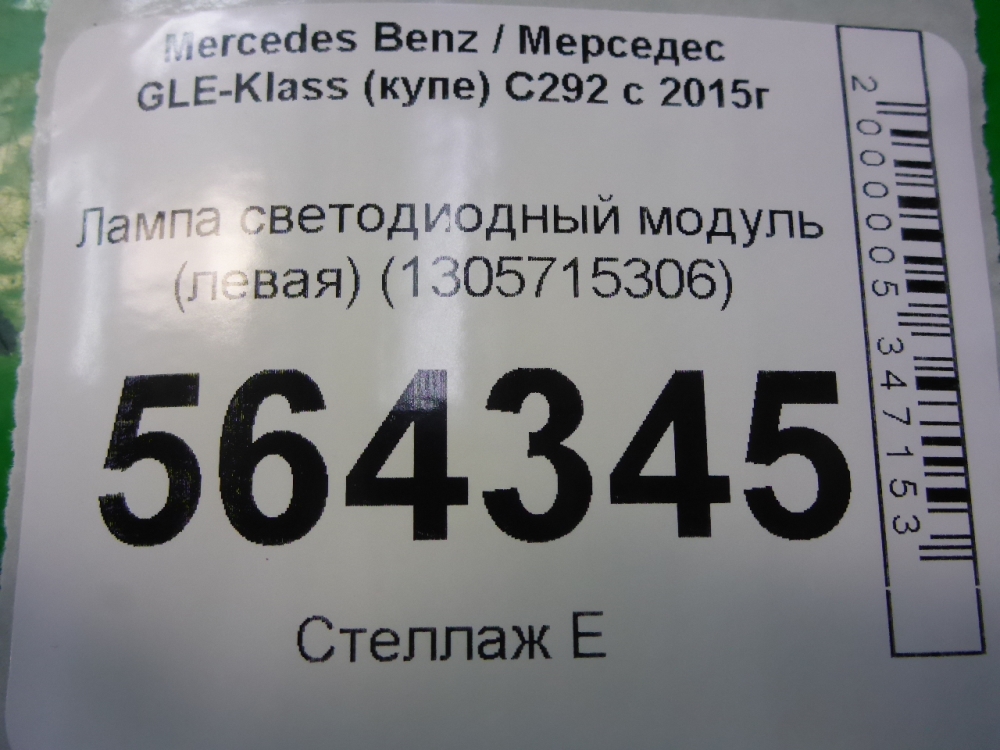 Mercedes Benz / Мерседес
GLE-Klass (купе) C292 с 2015г
Лампа светодиодный модуль
(левая) (1305715306)
564345
Стеллаж Е
2000005347153